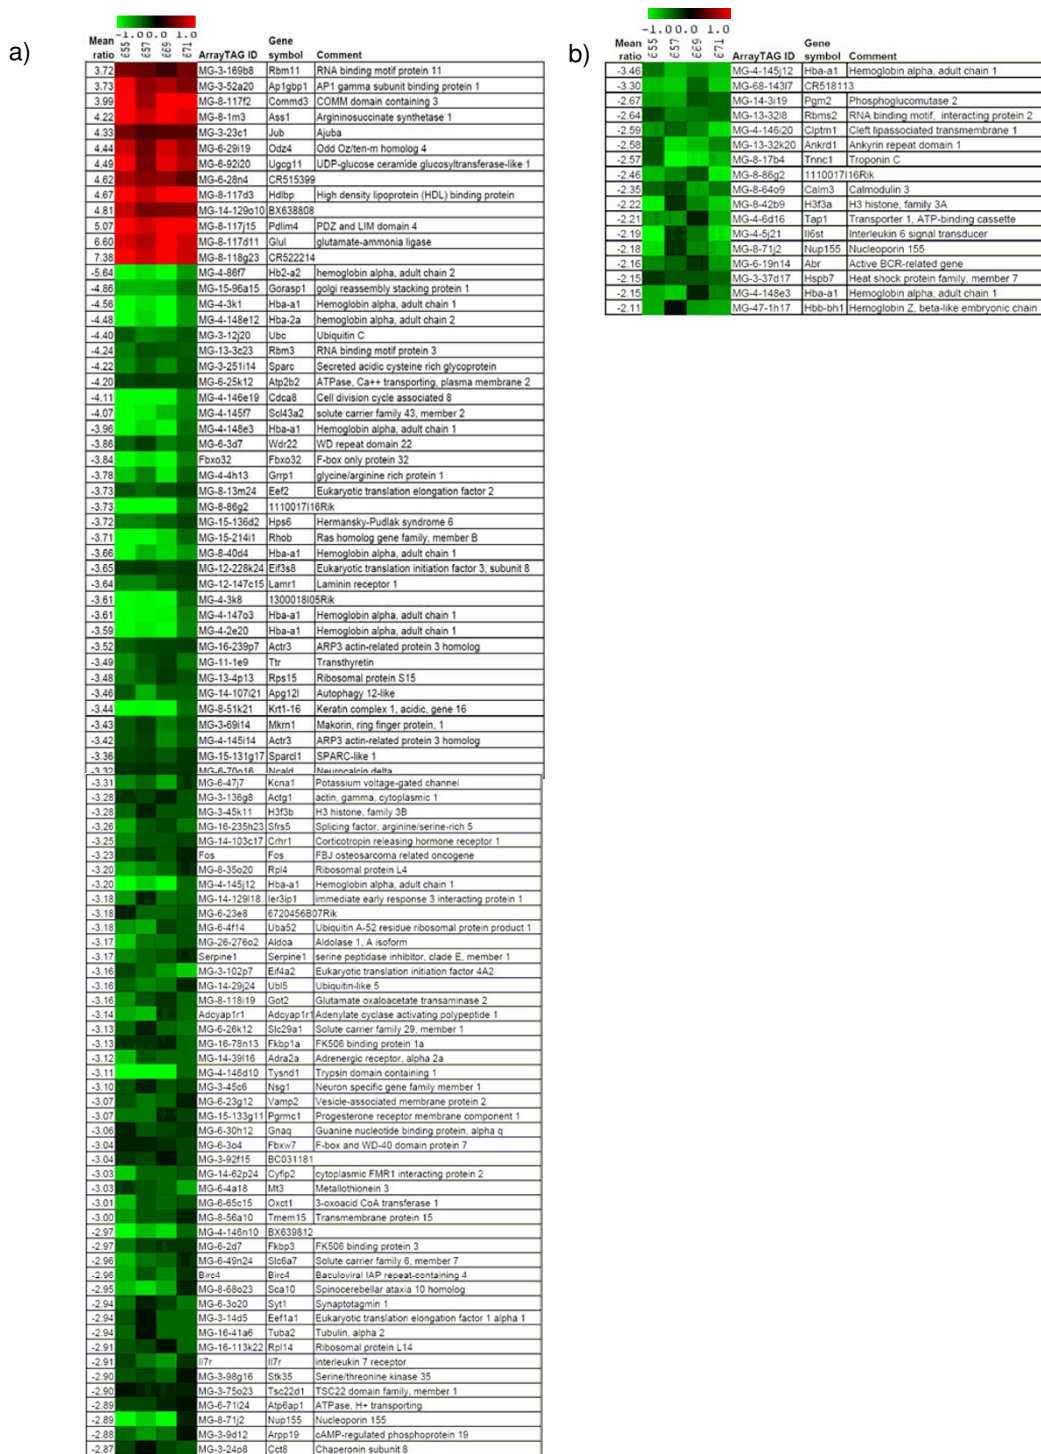 a)
-1.0 0.0 1.0
Mean ratio 655 657 669 671 ArrayTAG ID Gene symbol Comment
3.72 MG-3-169b8 Rbm11 RNA binding motif protein 11
3.73 MG-3-52a20 Ap1gbp1 AP1 gamma subunit binding protein 1
3.99 MG-8-117f2 Commd3 COMM domain containing 3
4.22 MG-8-1m3 Ass1 Argininosuccinate synthetase 1
4.33 MG-3-23c1 Jub Ajuba
4.44 MG-6-29i19 Odz4 Odd Oz/ten-m homolog 4
4.49 MG-6-92i20 Ugcg11 UDP-glucose ceramide glucosyltransferase-like 1
4.62 MG-6-28n4 CR515399
4.67 MG-8-117d3 Hdlbp High density lipoprotein (HDL) binding protein
4.81 MG-14-129o10 BX638808
5.07 MG-8-117j15 Pdlim4 PDZ and LIM domain 4
6.60 MG-8-117d11 Glul glutamate-ammonia ligase
7.38 MG-8-118g23 CR522214
-5.64 MG-4-86f7 Hb2-a2 hemoglobin alpha, adult chain 2
-4.86 MG-15-96a15 Gorasp1 golgi reassembly stacking protein 1
-4.56 MG-4-3k1 Hba-a1 Hemoglobin alpha, adult chain 1
-4.48 MG-4-148e12 Hba-2a hemoglobin alpha, adult chain 2
-4.40 MG-3-12j20 Ubc Ubiquitin C
-4.24 MG-13-3c23 Rbm3 RNA binding motif protein 3
-4.22 MG-3-251i14 Sparc Secreted acidic cysteine rich glycoprotein
-4.20 MG-6-25k12 Atp2b2 ATPase, Ca++ transporting, plasma membrane 2
-4.11 MG-4-146e19 Cdca8 Cell division cycle associated 8
-4.07 MG-4-145f7 Scl43a2 solute carrier family 43, member 2
-3.96 MG-4-148e3 Hba-a1 Hemoglobin alpha, adult chain 1
-3.86 MG-6-3d7 Wdr22 WD repeat domain 22
-3.84 Fbxo32 Fbxo32 F-box only protein 32
-3.78 MG-4-4h13 Grrp1 glycine/arginine rich protein 1
-3.73 MG-8-13m24 Eef2 Eukaryotic translation elongation factor 2
-3.73 MG-8-86g2 1110017I16Rik
-3.72 MG-15-136d2 Hps6 Hermansky-Pudlak syndrome 6
-3.71 MG-15-214i1 Rhob Ras homolog gene family, member B
-3.66 MG-8-40d4 Hba-a1 Hemoglobin alpha, adult chain 1
-3.65 MG-12-228k24 Eif3s8 Eukaryotic translation initiation factor 3, subunit 8
-3.64 MG-12-147c15 Lamr1 Laminin receptor 1
-3.61 MG-4-3k8 1300018I05Rik
-3.61 MG-4-147o3 Hba-a1 Hemoglobin alpha, adult chain 1
-3.59 MG-4-2e20 Hba-a1 Hemoglobin alpha, adult chain 1
-3.52 MG-16-239p7 Actr3 ARP3 actin-related protein 3 homolog
-3.49 MG-11-1e9 Ttr Transthyretin
-3.48 MG-13-4p13 Rps15 Ribosomal protein S15
-3.46 MG-14-107i21 Apg12l Autophagy 12-like
-3.44 MG-8-51k21 Krt1-16 Keratin complex 1, acidic, gene 16
-3.43 MG-3-69i14 Mkrn1 Makorin, ring finger protein, 1
-3.42 MG-4-145i14 Actr3 ARP3 actin-related protein 3 homolog
-3.36 MG-15-131g17 Sparcl1 SPARC-like 1
-3.32 MG-6-70o16 Ncald Neurocalcin delta
-3.31 MG-6-47j7 Kcna1 Potassium voltage-gated channel
-3.28 MG-3-136g8 Actg1 actin, gamma, cytoplasmic 1
-3.28 MG-3-45k11 H3f3b H3 histone, family 3B
-3.26 MG-16-235h23 Sfrs5 Splicing factor, arginine/serine-rich 5
-3.25 MG-14-103c17 Crhr1 Corticotropin releasing hormone receptor 1
-3.23 Fos Fos FBJ osteosarcoma related oncogene
-3.20 MG-8-35o20 Rpl4 Ribosomal protein L4
-3.20 MG-4-145j12 Hba-a1 Hemoglobin alpha, adult chain 1
-3.18 MG-14-129l18 Ier3ip1 immediate early response 3 interacting protein 1
-3.18 MG-6-23e8 6720456B07Rik
-3.18 MG-6-4f14 Uba52 Ubiquitin A-52 residue ribosomal protein product 1
-3.17 MG-26-276o2 Aldoa Aldolase 1, A isoform
-3.17 Serpine1 Serpine1 serine peptidase inhibitor, clade E, member 1
-3.16 MG-3-102p7 Eif4a2 Eukaryotic translation initiation factor 4A2
-3.16 MG-14-29j24 Ubl5 Ubiquitin-like 5
-3.16 MG-8-118i19 Got2 Glutamate oxaloacetate transaminase 2
-3.14 Adcyap1r1 Adcyap1r1 Adenylate cyclase activating polypeptide 1
-3.13 MG-6-26k12 Slc29a1 Solute carrier family 29, member 1
-3.13 MG-16-78n13 Fkbp1a FK506 binding protein 1a
-3.12 MG-14-39l16 Adra2a Adrenergic receptor, alpha 2a
-3.11 MG-4-146d10 Tysnd1 Trypsin domain containing 1
-3.10 MG-3-45c6 Nsg1 Neuron specific gene family member 1
-3.07 MG-6-23g12 Vamp2 Vesicle-associated membrane protein 2
-3.07 MG-15-133g11 Pgrmc1 Progesterone receptor membrane component 1
-3.06 MG-6-30h12 Gnaq Guanine nucleotide binding protein, alpha q
-3.04 MG-6-3o4 Fbxw7 F-box and WD-40 domain protein 7
-3.04 MG-3-92f15 BC031181
-3.03 MG-14-62p24 Cyfip2 cytoplasmic FMR1 interacting protein 2
-3.03 MG-6-4a18 Mt3 Metallothionein 3
-3.01 MG-6-65c15 Oxct1 3-oxoacid CoA transferase 1
-3.00 MG-8-56a10 Tmem15 Transmembrane protein 15
-2.97 MG-4-146n10 BX639812
-2.97 MG-6-2d7 Fkbp3 FK506 binding protein 3
-2.96 MG-6-49n24 Slc6a7 Solute carrier family 6, member 7
-2.96 Birc4 Birc4 Baculoviral IAP repeat-containing 4
-2.95 MG-8-68o23 Sca10 Spinocerebellar ataxia 10 homolog
-2.94 MG-6-3o20 Syt1 Synaptotagmin 1
-2.94 MG-3-14d5 Eef1a1 Eukaryotic translation elongation factor 1 alpha 1
-2.94 MG-16-41a6 Tuba2 Tubulin, alpha 2
-2.91 MG-16-113k22 Rpl14 Ribosomal protein L14
-2.91 Il7r Il7r interleukin 7 receptor
-2.90 MG-3-98g16 Stk35 Serine/threonine kinase 35
-2.90 MG-3-75o23 Tsc22d1 TSC22 domain family, member 1
-2.89 MG-6-71l24 Atp6ap1 ATPase, H+ transporting
-2.89 MG-8-71j2 Nup155 Nucleoporin 155
-2.88 MG-3-9d12 Arpp19 cAMP-regulated phosphoprotein 19
-2.87 MG-3-24p8 Cct8 Chaperonin subunit 8
b)
-1.0 0.0 1.0
Mean ratio 655 657 669 671 ArrayTAG ID Gene symbol Comment
-3.46 MG-4-145j12 Hba-a1 Hemoglobin alpha, adult chain 1
-3.30 MG-68-143l7 CR518113
-2.67 MG-14-3i19 Pgm2 Phosphoglucomutase 2
-2.64 MG-13-32l8 Rbms2 RNA binding motif, interacting protein 2
-2.59 MG-4-146l20 Clptm1 Cleft lipassociated transmembrane 1
-2.58 MG-13-32k20 Ankrd1 Ankyrin repeat domain 1
-2.57 MG-8-17b4 Tnnc1 Troponin C
-2.46 MG-8-86g2 1110017I16Rik
-2.35 MG-8-64o9 Calm3 Calmodulin 3
-2.22 MG-8-42b9 H3f3a H3 histone, family 3A
-2.21 MG-4-6d16 Tap1 Transporter 1, ATP-binding cassette
-2.19 MG-4-5j21 Il6st Interleukin 6 signal transducer
-2.18 MG-8-71j2 Nup155 Nucleoporin 155
-2.16 MG-6-19n14 Abr Active BCR-related gene
-2.15 MG-3-37d17 Hspb7 Heat shock protein family, member 7
-2.15 MG-4-148e3 Hba-a1 Hemoglobin alpha, adult chain 1
-2.11 MG-47-1h17 Hbb-bh1 Hemoglobin Z, beta-like embryonic chain